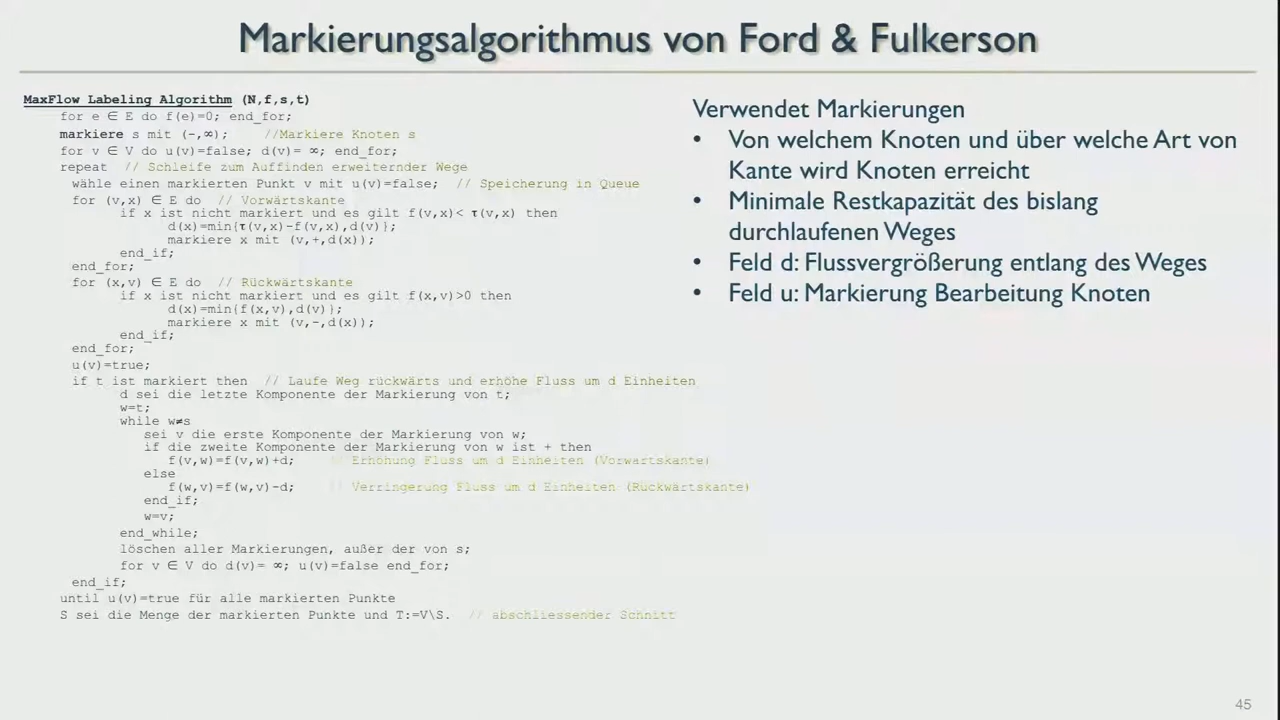 Markierungsalgorithmus von Ford & Fulkerson
MaxFlow Labeling Algorithm (N,f,s,t)
for e ∈ E do f(e)=0; end_for;
markiere s mit (-,∞); //Markiere Knoten s
for v ∈ V do u(v)=false; d(v)= ∞; end_for;
repeat // Schleife zum Auffinden erweiternder Wege
wähle einen markierten Punkt v mit u(v)=false; // Speicherung in Queue
for (v,x) ∈ E do // Vorwärtskante
if x ist nicht markiert und es gilt f(v,x)< τ(v,x) then
d(x)=min{τ(v,x)-f(v,x),d(v)};
markiere x mit (v,+,d(x));
end_if;
end_for;
for (x,v) ∈ E do // Rückwärtskante
if x ist nicht markiert und es gilt f(x,v)>0 then
d(x)=min{f(x,v),d(v)};
markiere x mit (v,-,d(x));
end_if;
end_for;
u(v)=true;
if t ist markiert then // Laufe Weg rückwärts und erhöhe Fluss um d Einheiten
d sei die letzte Komponente der Markierung von t;
w=t;
while w≠s
sei v die erste Komponente der Markierung von w;
if die zweite Komponente der Markierung von w ist + then
f(v,w)=f(v,w)+d; // Erhöhung Fluss um d Einheiten (Vorwärtskante)
else
f(w,v)=f(w,v)-d; // Verringerung Fluss um d Einheiten (Rückwärtskante)
end_if;
w=v;
end_while;
löschen aller Markierungen, außer der von s;
for v ∈ V do d(v)= ∞; u(v)=false end_for;
end_if;
until u(v)=true für alle markierten Punkte
S sei die Menge der markierten Punkte und T:=V\S. // abschliessender Schnitt
Verwendet Markierungen
• Von welchem Knoten und über welche Art von
Kante wird Knoten erreicht
• Minimale Restkapazität des bislang
durchlaufenen Weges
• Feld d: Flussvergrößerung entlang des Weges
• Feld u: Markierung Bearbeitung Knoten
45